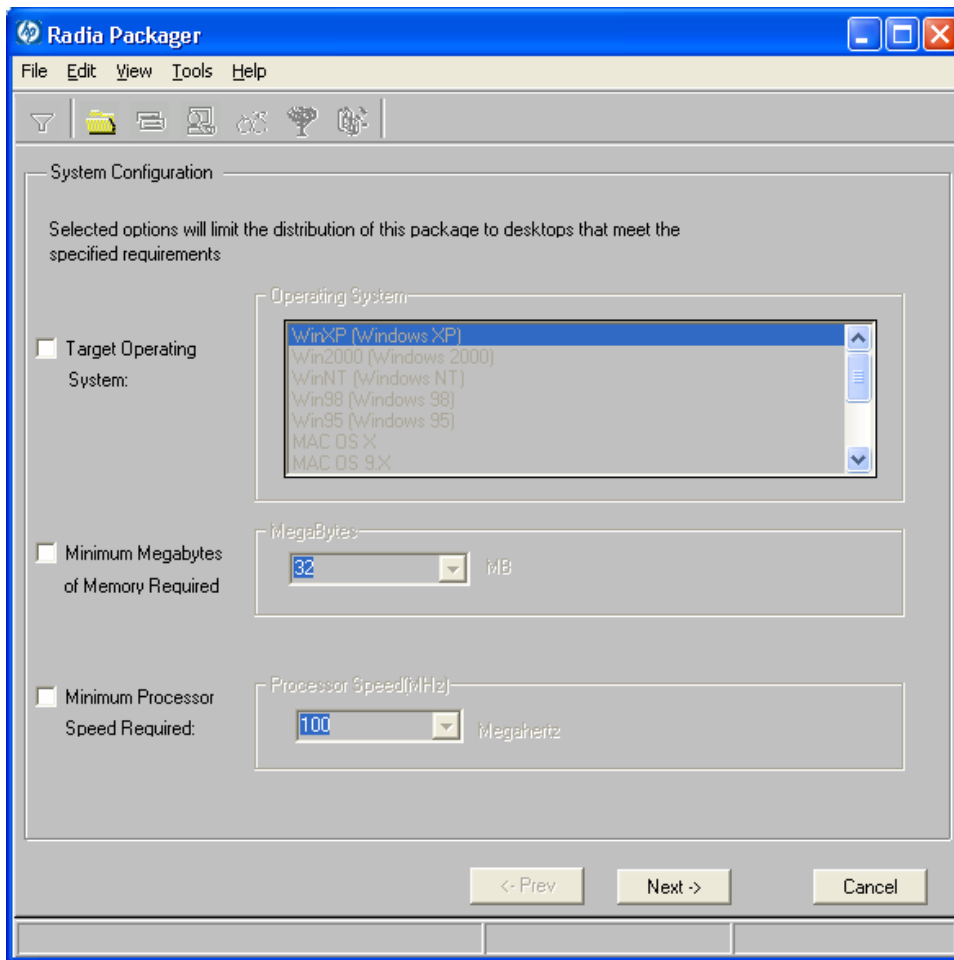 hp Radia Packager
File Edit View Tools Help
System Configuration
Selected options will limit the distribution of this package to desktops that meet the
specified requirements
Operating System
Target Operating
System:
WinXP (Windows XP)
Win2000 (Windows 2000)
WinNT (Windows NT)
Win98 (Windows 98)
Win95 (Windows 95)
MAC OS X
MAC OS 9.X
MegaBytes
Minimum Megabytes
of Memory Required
32 MB
Processor Speed(MHz)
Minimum Processor
Speed Required:
100 Megahertz
<- Prev Next -> Cancel